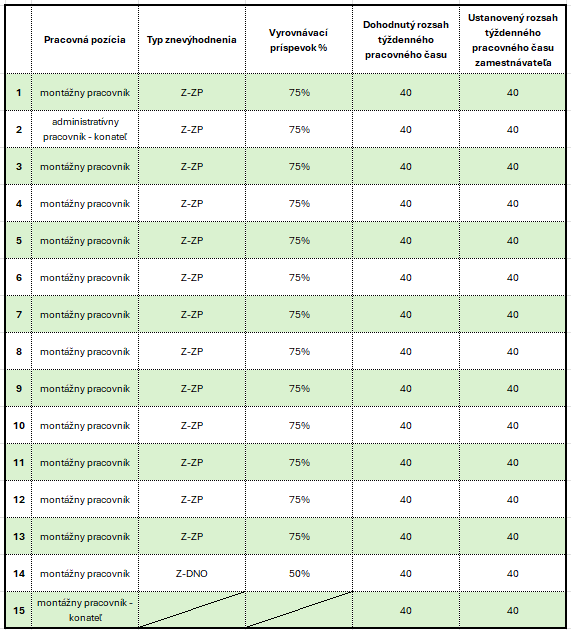 Pracovná pozícia Typ znevýhodnenia Vyrovnávací príspevok % Dohodnutý rozsah týždenného pracovného času Ustanovený rozsah týždenného pracovného času zamestnávateľa
1 montážny pracovník Z-ZP 75% 40 40
2 administratívny pracovník - konateľ Z-ZP 75% 40 40
3 montážny pracovník Z-ZP 75% 40 40
4 montážny pracovník Z-ZP 75% 40 40
5 montážny pracovník Z-ZP 75% 40 40
6 montážny pracovník Z-ZP 75% 40 40
7 montážny pracovník Z-ZP 75% 40 40
8 montážny pracovník Z-ZP 75% 40 40
9 montážny pracovník Z-ZP 75% 40 40
10 montážny pracovník Z-ZP 75% 40 40
11 montážny pracovník Z-ZP 75% 40 40
12 montážny pracovník Z-ZP 75% 40 40
13 montážny pracovník Z-ZP 75% 40 40
14 montážny pracovník Z-DNO 50% 40 40
15 montážny pracovník - konateľ 40 40